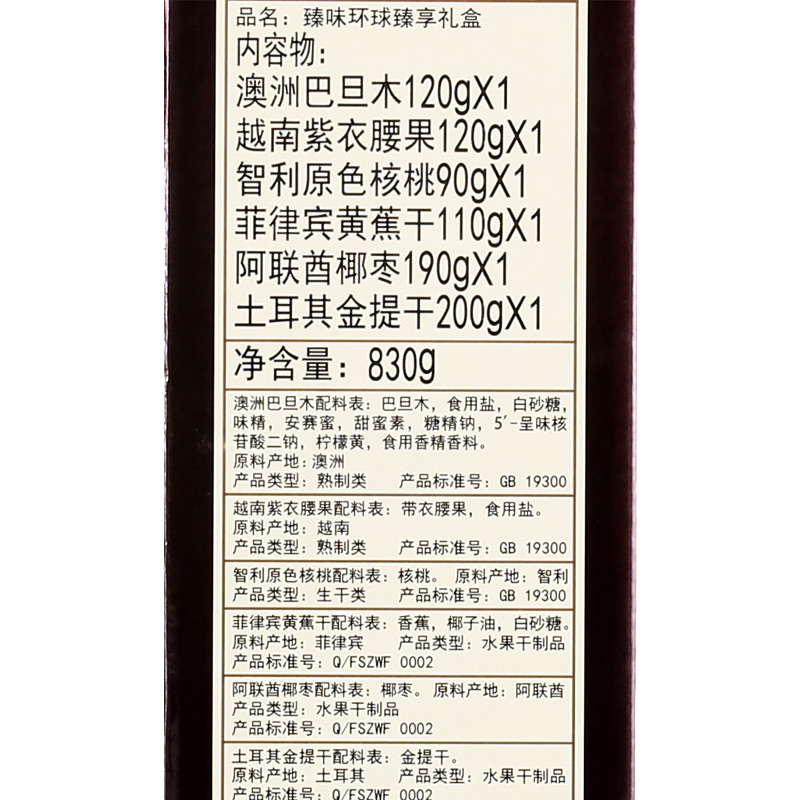 品名：臻味环球臻享礼盒
内容物：
澳洲巴旦木120gX1
越南紫衣腰果120gX1
智利原色核桃90gX1
菲律宾黄蕉干110gX1
阿联酋椰枣190gX1
土耳其金提干200gX1
净含量：830g
澳洲巴旦木配料表：巴旦木，食用盐，白砂糖，
味精，安赛蜜，甜蜜素，糖精钠，5′-呈味核
苷酸二钠，柠檬黄，食用香精香料。
原料产地：澳洲
产品类型：熟制类 产品标准号：GB 19300
越南紫衣腰果配料表：带衣腰果，食用盐。
原料产地：越南
产品类型：熟制类 产品标准号：GB 19300
智利原色核桃配料表：核桃。 原料产地：智利
产品类型：生干类 产品标准号：GB 19300
菲律宾黄蕉干配料表：香蕉，椰子油，白砂糖。
原料产地：菲律宾 产品类型：水果干制品
产品标准号：Q/FSZWF 0002
阿联酋椰枣配料表：椰枣。 原料产地：阿联酋
产品类型：水果干制品
产品标准号：Q/FSZWF 0002
土耳其金提干配料表：金提干。
原料产地：土耳其 产品类型：水果干制品
产品标准号：Q/FSZWF 0002